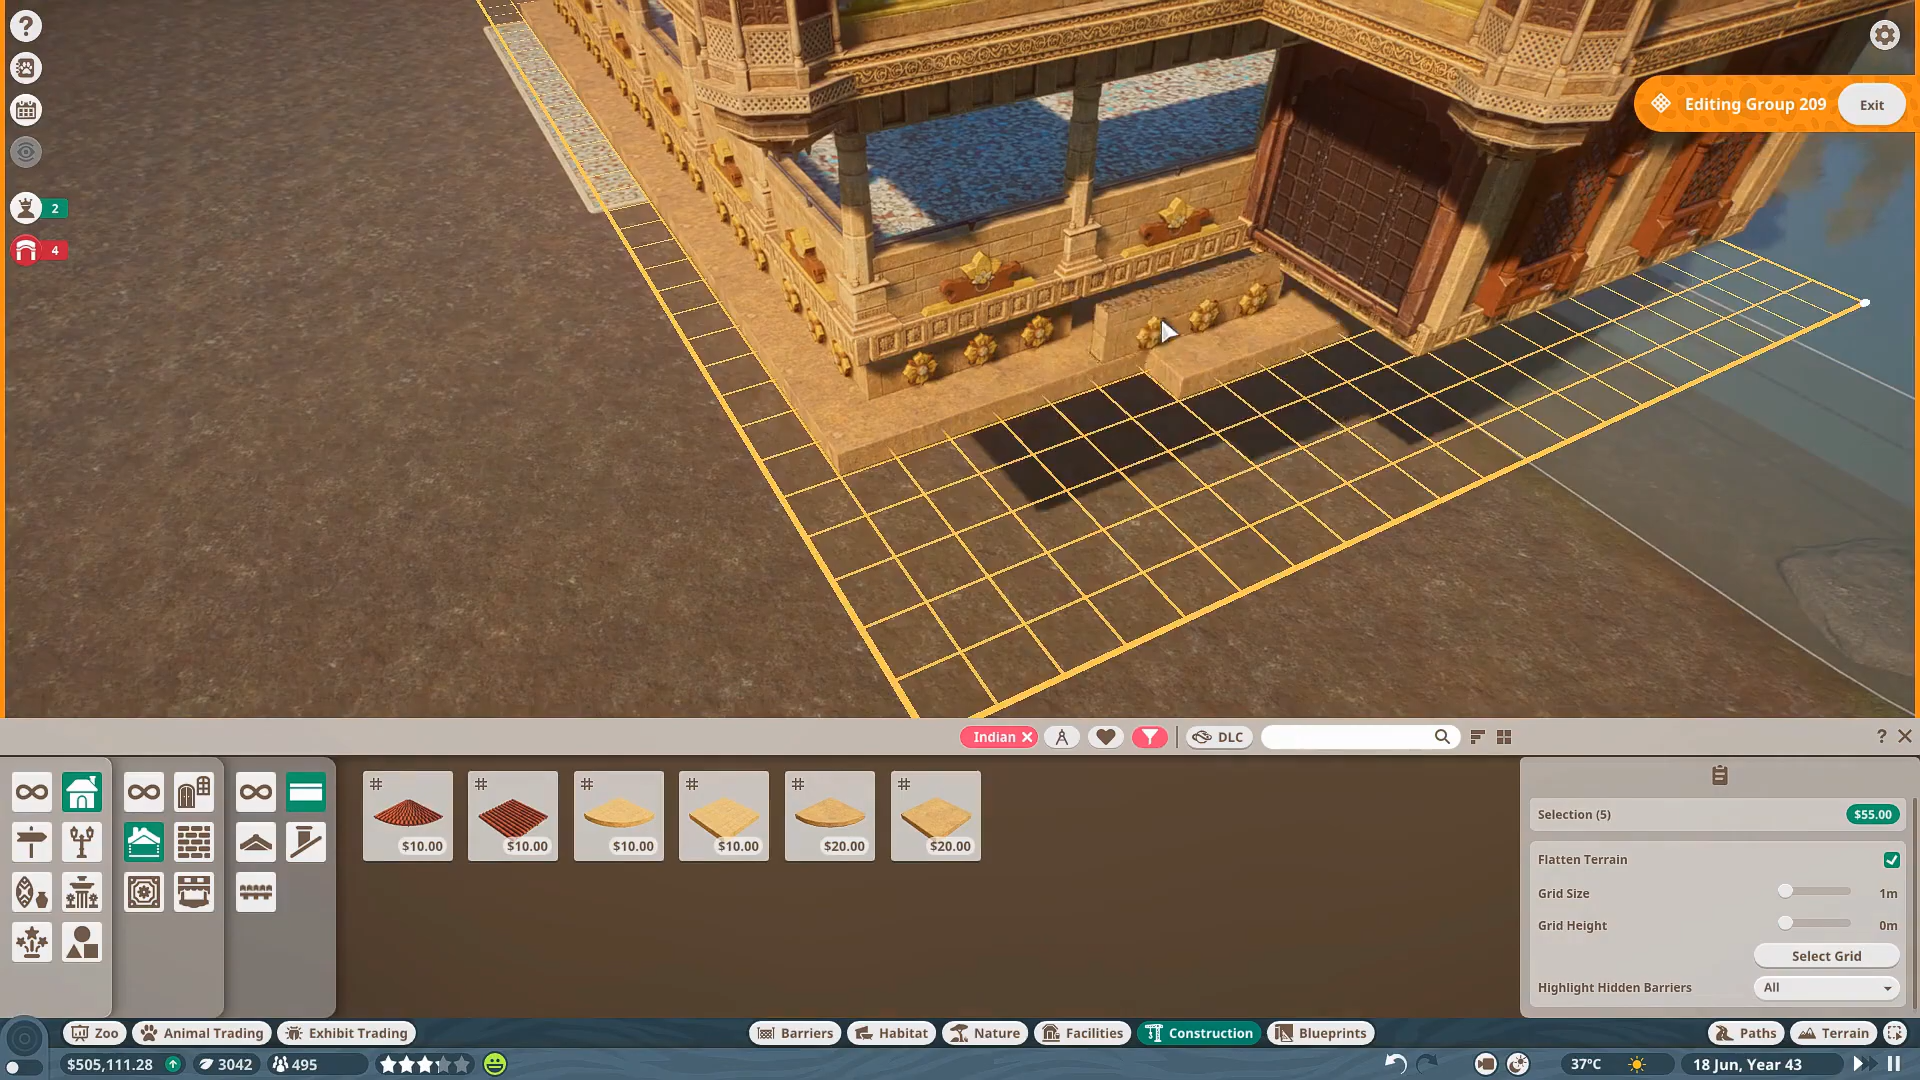 ?
2
4
Editing Group 209 Exit
Indian × DLC
?
$10.00 $10.00 $10.00 $10.00 $20.00 $20.00
Selection (5) $55.00
Flatten Terrain
Grid Size 1m
Grid Height 0m
Select Grid
Highlight Hidden Barriers All
Zoo Animal Trading Exhibit Trading Barriers Habitat Nature Facilities Construction Blueprints Paths Terrain
$505,111.28 3042 495 37°C 18 Jun, Year 43